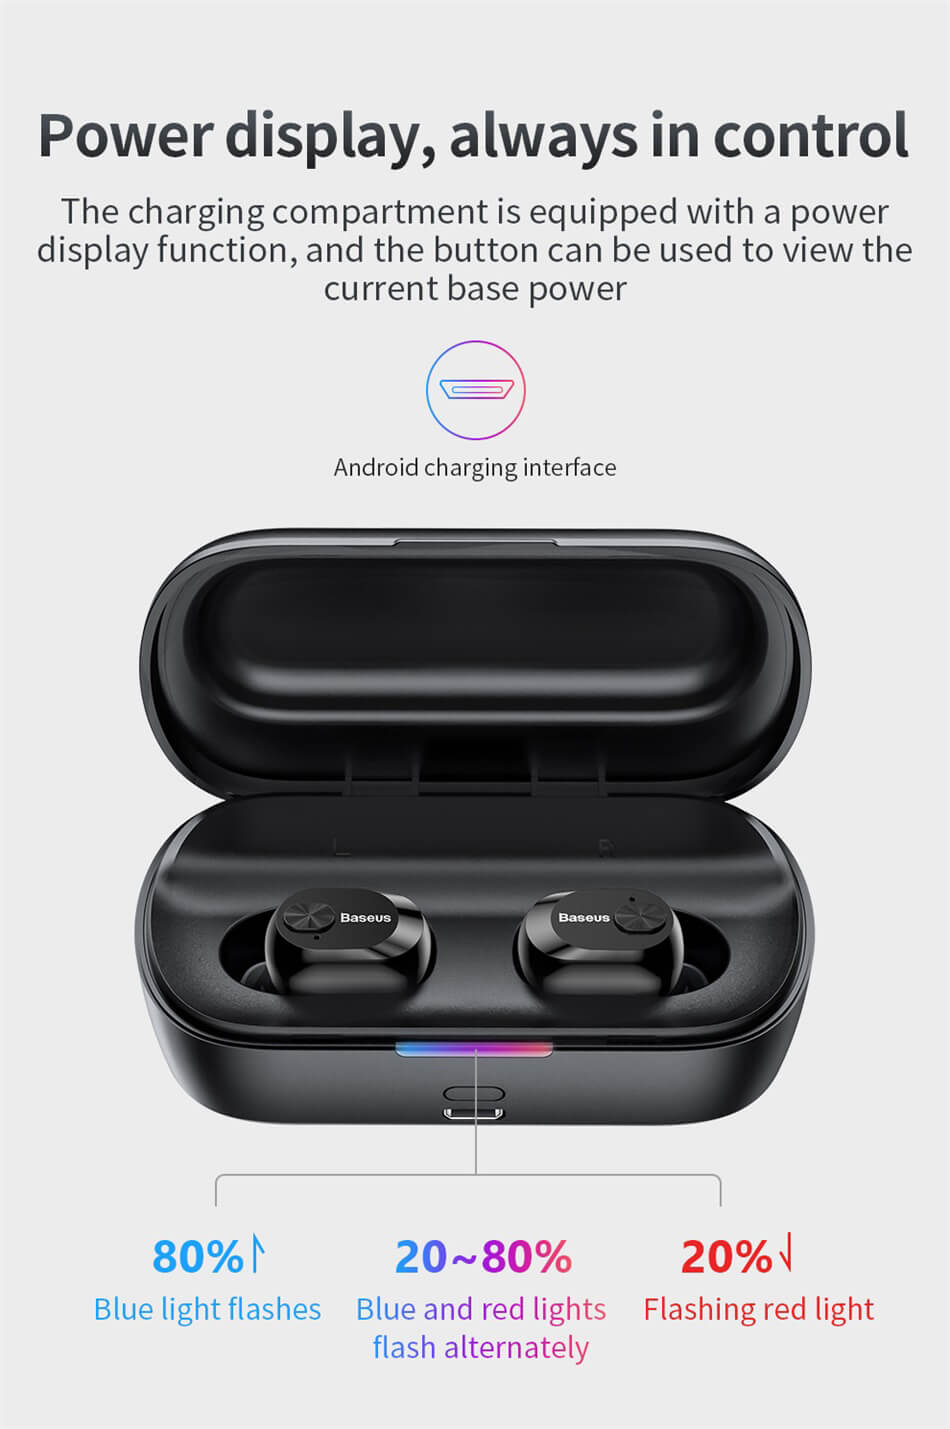 Power display, always in control
The charging compartment is equipped with a power
display function, and the button can be used to view the
current base power
Android charging interface
L
R
Baseus
Baseus
80%
20~80%
20%
Blue light flashes
Blue and red lights
flash alternately
Flashing red light